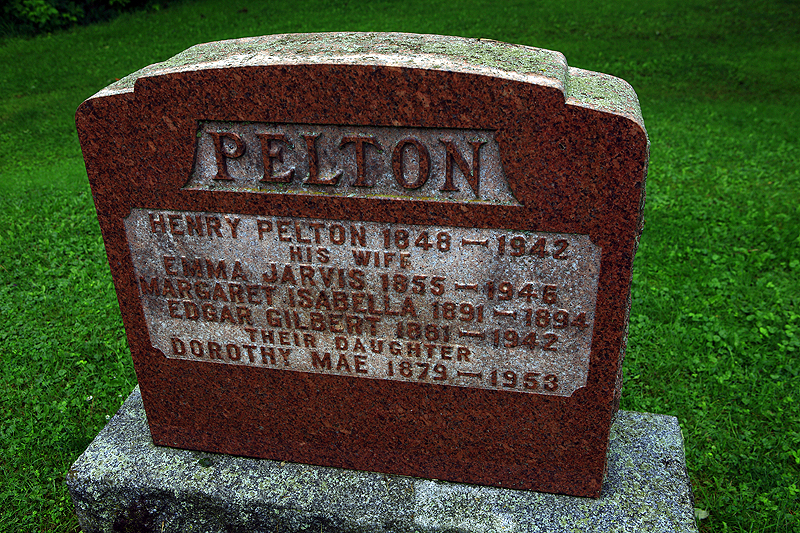 PELTON
HENRY PELTON 1848 — 1942
HIS WIFE
EMMA JARVIS 1855 — 1946
MARGARET ISABELLA 1891 — 1894
EDGAR GILBERT 1881 — 1942
THEIR DAUGHTER
DOROTHY MAE 1879 — 1953